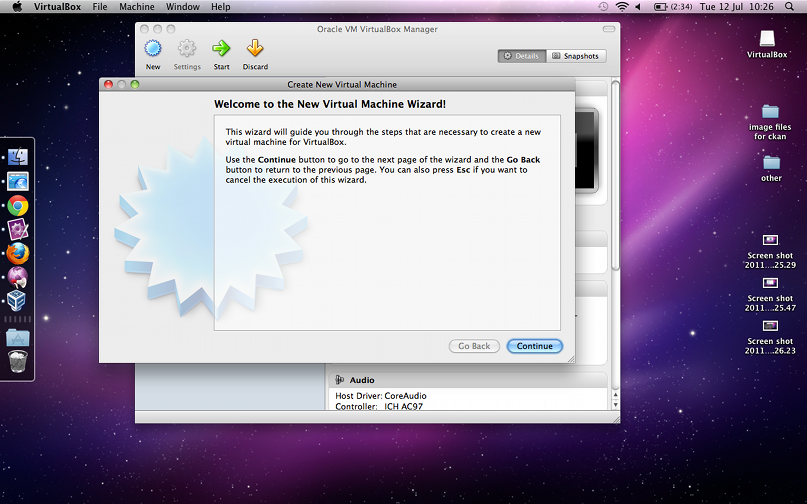 VirtualBox File Machine Window Help
(2:34) Tue 12 Jul 10:26
Oracle VM VirtualBox Manager
New Settings Start Discard
Details Snapshots
Create New Virtual Machine
Welcome to the New Virtual Machine Wizard!
This wizard will guide you through the steps that are necessary to create a new
virtual machine for VirtualBox.
Use the Continue button to go to the next page of the wizard and the Go Back
button to return to the previous page. You can also press Esc if you want to
cancel the execution of this wizard.
Go Back Continue
Audio
Host Driver: CoreAudio
Controller: ICH AC97
VirtualBox
image files
for ckan
other
Screen shot
2011....25.29
Screen shot
2011....25.47
Screen shot
2011....26.23